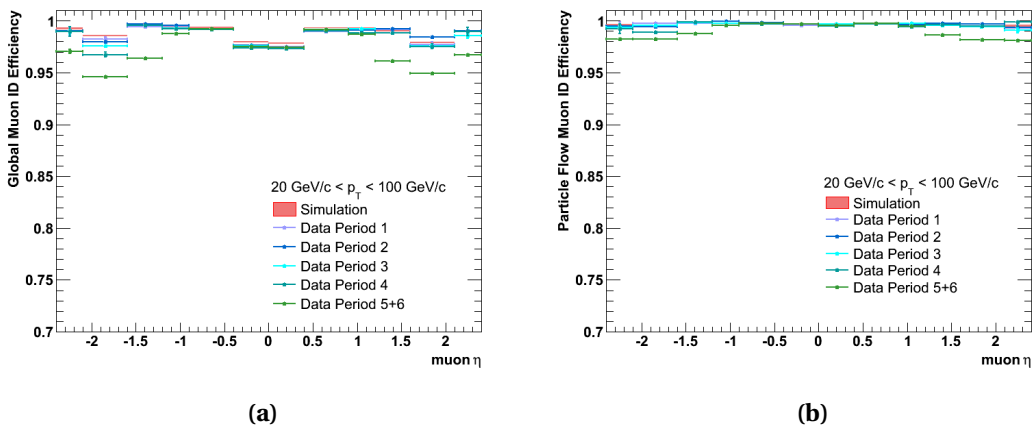 Global Muon ID Efficiency
1
0.95
0.9
0.85
0.8
0.75
0.7
20 GeV/c < p_T < 100 GeV/c
Simulation
Data Period 1
Data Period 2
Data Period 3
Data Period 4
Data Period 5+6
-2 -1.5 -1 -0.5 0 0.5 1 1.5 2
muon η
(a)
Particle Flow Muon ID Efficiency
1
0.95
0.9
0.85
0.8
0.75
0.7
20 GeV/c < p_T < 100 GeV/c
Simulation
Data Period 1
Data Period 2
Data Period 3
Data Period 4
Data Period 5+6
-2 -1.5 -1 -0.5 0 0.5 1 1.5 2
muon η
(b)